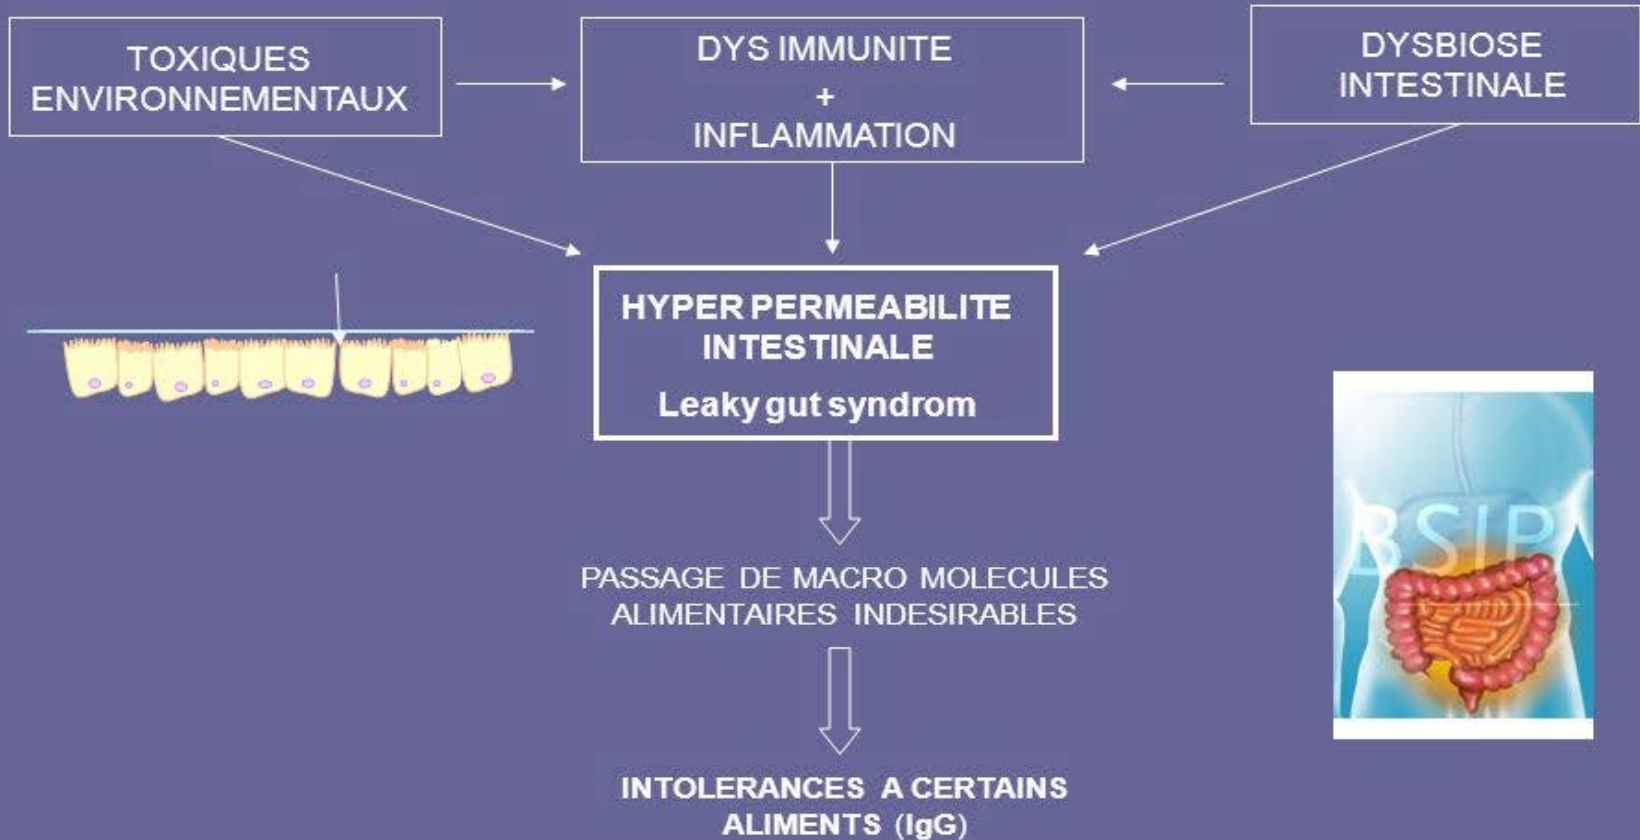 TOXIQUES
ENVIRONNEMENTAUX
DYS IMMUNITE
+
INFLAMMATION
DYSBIOSE
INTESTINALE
HYPER PERMEABILITE
INTESTINALE
Leaky gut syndrom
PASSAGE DE MACRO MOLECULES
ALIMENTAIRES INDESIRABLES
BSIP
INTOLERANCES A CERTAINS
ALIMENTS (IgG)